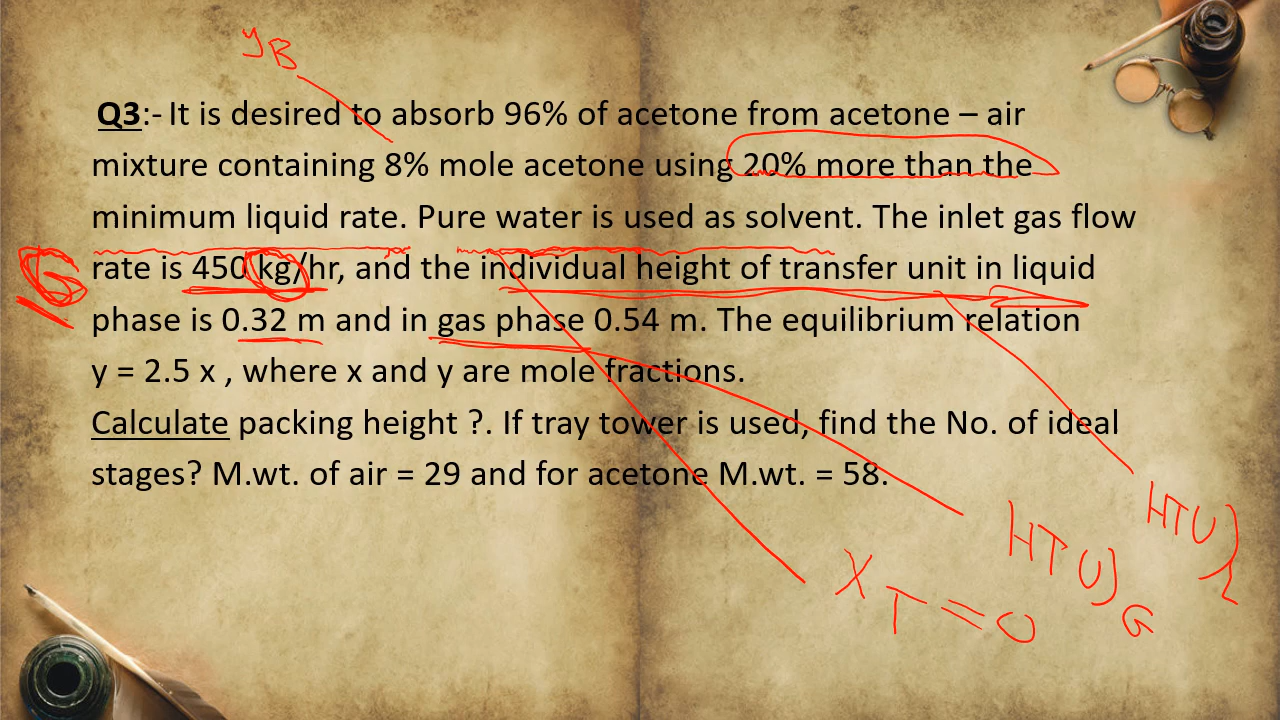 yB
Q3:- It is desired to absorb 96% of acetone from acetone – air
mixture containing 8% mole acetone using 20% more than the
minimum liquid rate. Pure water is used as solvent. The inlet gas flow
rate is 450 kg/hr, and the individual height of transfer unit in liquid
phase is 0.32 m and in gas phase 0.54 m. The equilibrium relation
y = 2.5 x , where x and y are mole fractions.
Calculate packing height ?. If tray tower is used, find the No. of ideal
stages? M.wt. of air = 29 and for acetone M.wt. = 58.
HTU)L
HTU)G
XT=0